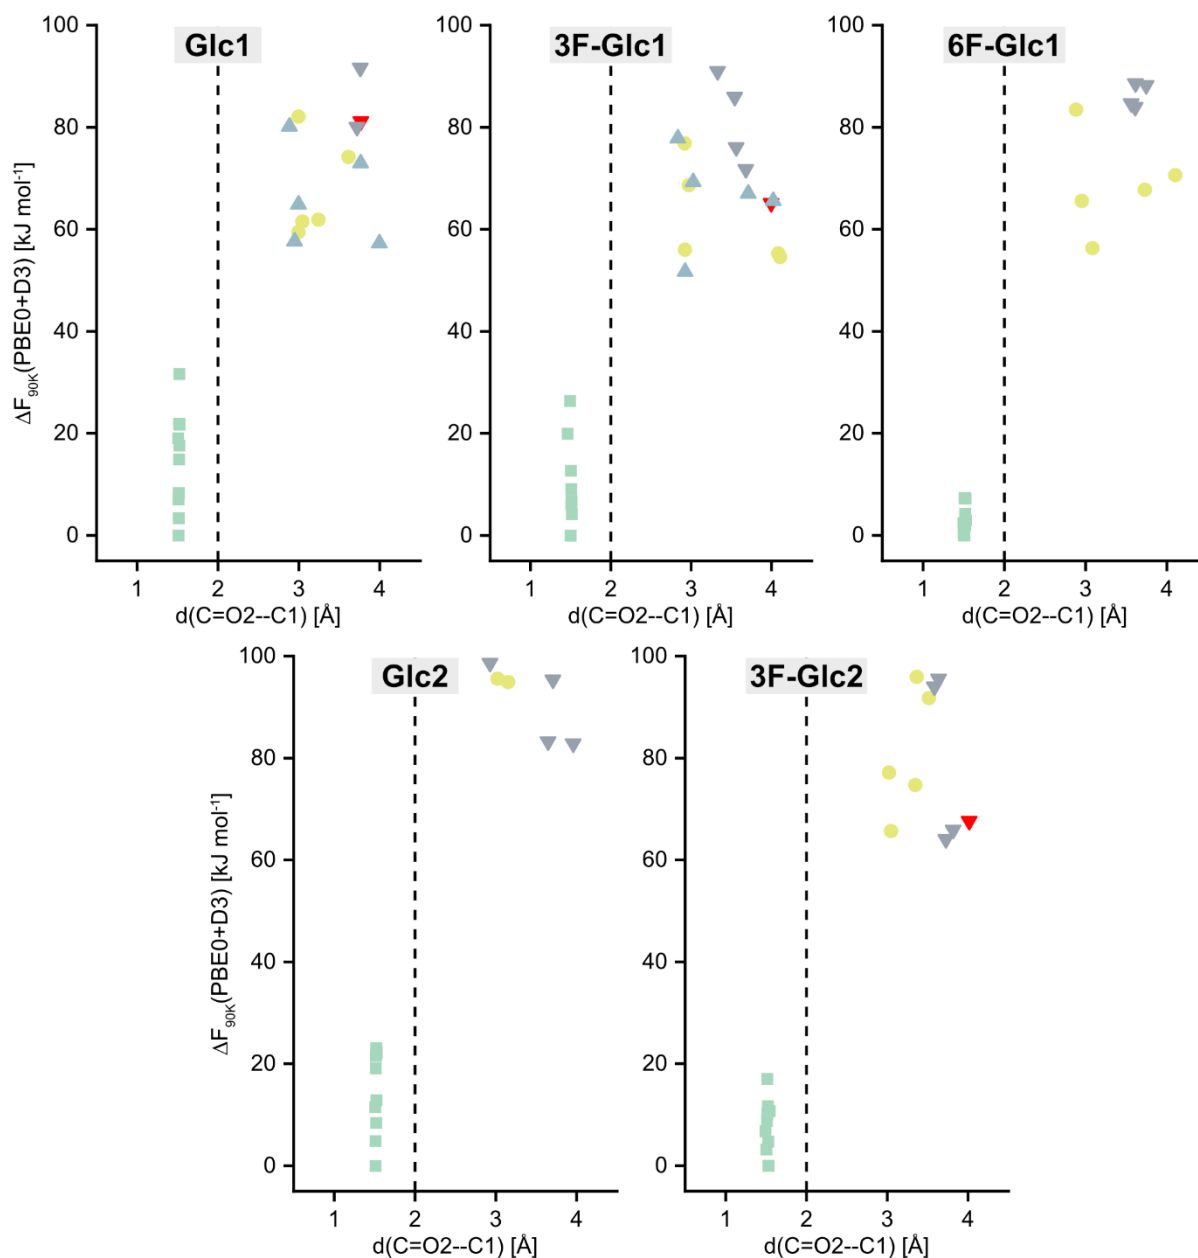 Glc1
3F-Glc1
6F-Glc1
ΔF90K(PBE0+D3) [kJ mol-1]
100
80
60
40
20
0
100
80
60
40
20
0
100
80
60
40
20
0
1 2 3 4
1 2 3 4
1 2 3 4
d(C=O2--C1) [Å]
d(C=O2--C1) [Å]
d(C=O2--C1) [Å]
Glc2
3F-Glc2
ΔF90K(PBE0+D3) [kJ mol-1]
100
80
60
40
20
0
100
80
60
40
20
0
1 2 3 4
1 2 3 4
d(C=O2--C1) [Å]
d(C=O2--C1) [Å]